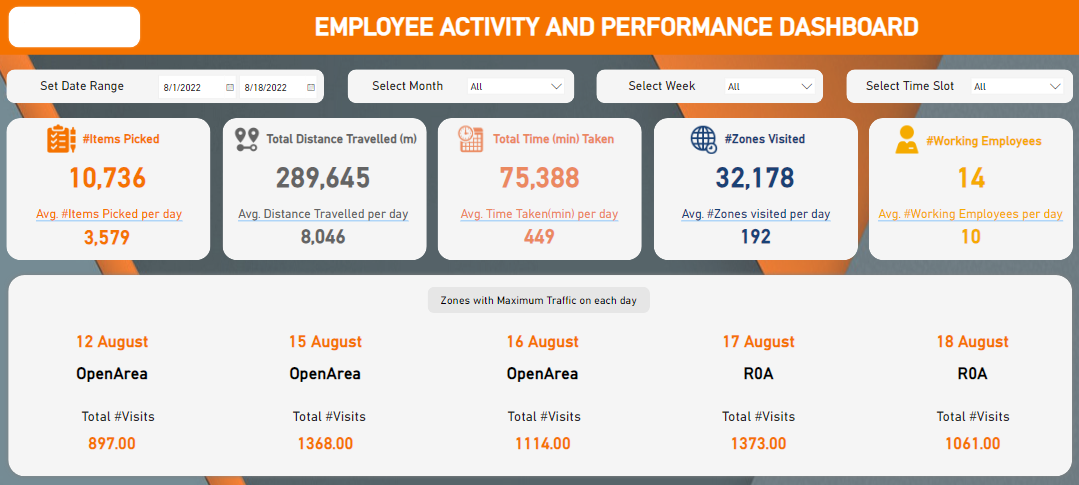 EMPLOYEE ACTIVITY AND PERFORMANCE DASHBOARD
Set Date Range 8/1/2022 8/18/2022 Select Month All Select Week All Select Time Slot All
#Items Picked Total Distance Travelled (m) Total Time (min) Taken #Zones Visited #Working Employees
10,736 289,645 75,388 32,178 14
Avg. #Items Picked per day Avg. Distance Travelled per day Avg. Time Taken(min) per day Avg. #Zones visited per day Avg. #Working Employees per day
3,579 8,046 449 192 10
Zones with Maximum Traffic on each day
12 August 15 August 16 August 17 August 18 August
OpenArea OpenArea OpenArea R0A R0A
Total #Visits Total #Visits Total #Visits Total #Visits Total #Visits
897.00 1368.00 1114.00 1373.00 1061.00